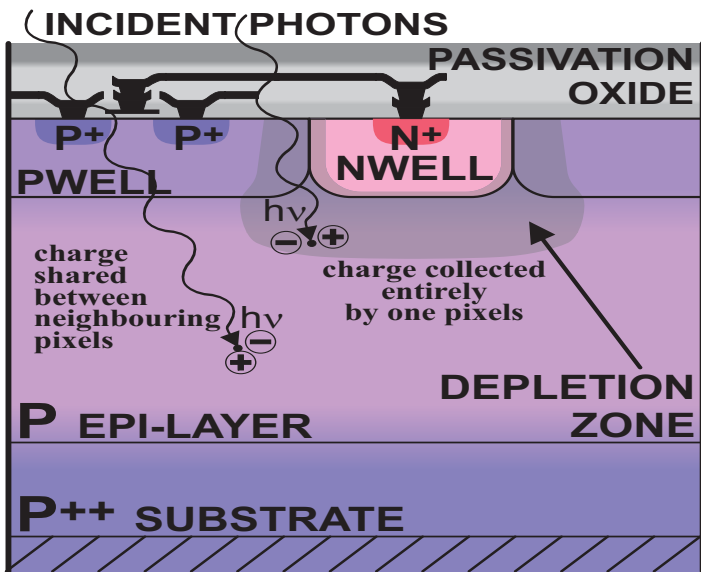 INCIDENT PHOTONS
PASSIVATION
OXIDE
P+
P+
N+
PWELL
NWELL
hν
− +
charge
shared
between
neighbouring
pixels
charge collected
entirely
by one pixels
hν
−
+
DEPLETION
ZONE
P EPI-LAYER
P++ SUBSTRATE